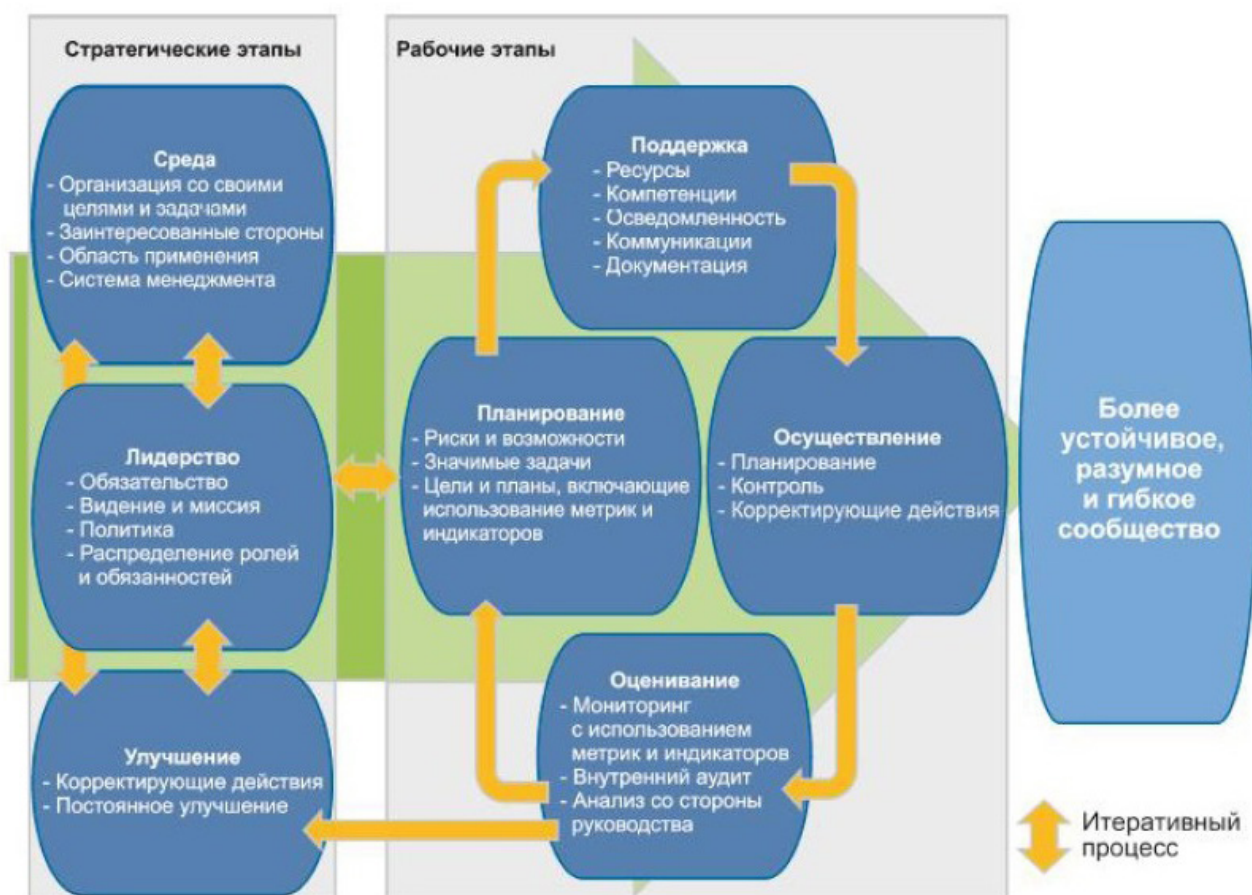 Стратегические этапы
Рабочие этапы
Среда
- Организация со своими
целями и задачами
- Заинтересованные стороны
- Область применения
- Система менеджмента
Лидерство
- Обязательство
- Видение и миссия
- Политика
- Распределение ролей
и обязанностей
Улучшение
- Корректирующие действия
- Постоянное улучшение
Поддержка
- Ресурсы
- Компетенции
- Осведомленность
- Коммуникации
- Документация
Планирование
- Риски и возможности
- Значимые задачи
- Цели и планы, включающие
использование метрик и
индикаторов
Осуществление
- Планирование
- Контроль
- Корректирующие действия
Оценивание
- Мониторинг
с использованием
метрик и индикаторов
- Внутренний аудит
- Анализ со стороны
руководства
Более
устойчивое,
разумное
и гибкое
сообщество
Итеративный
процесс